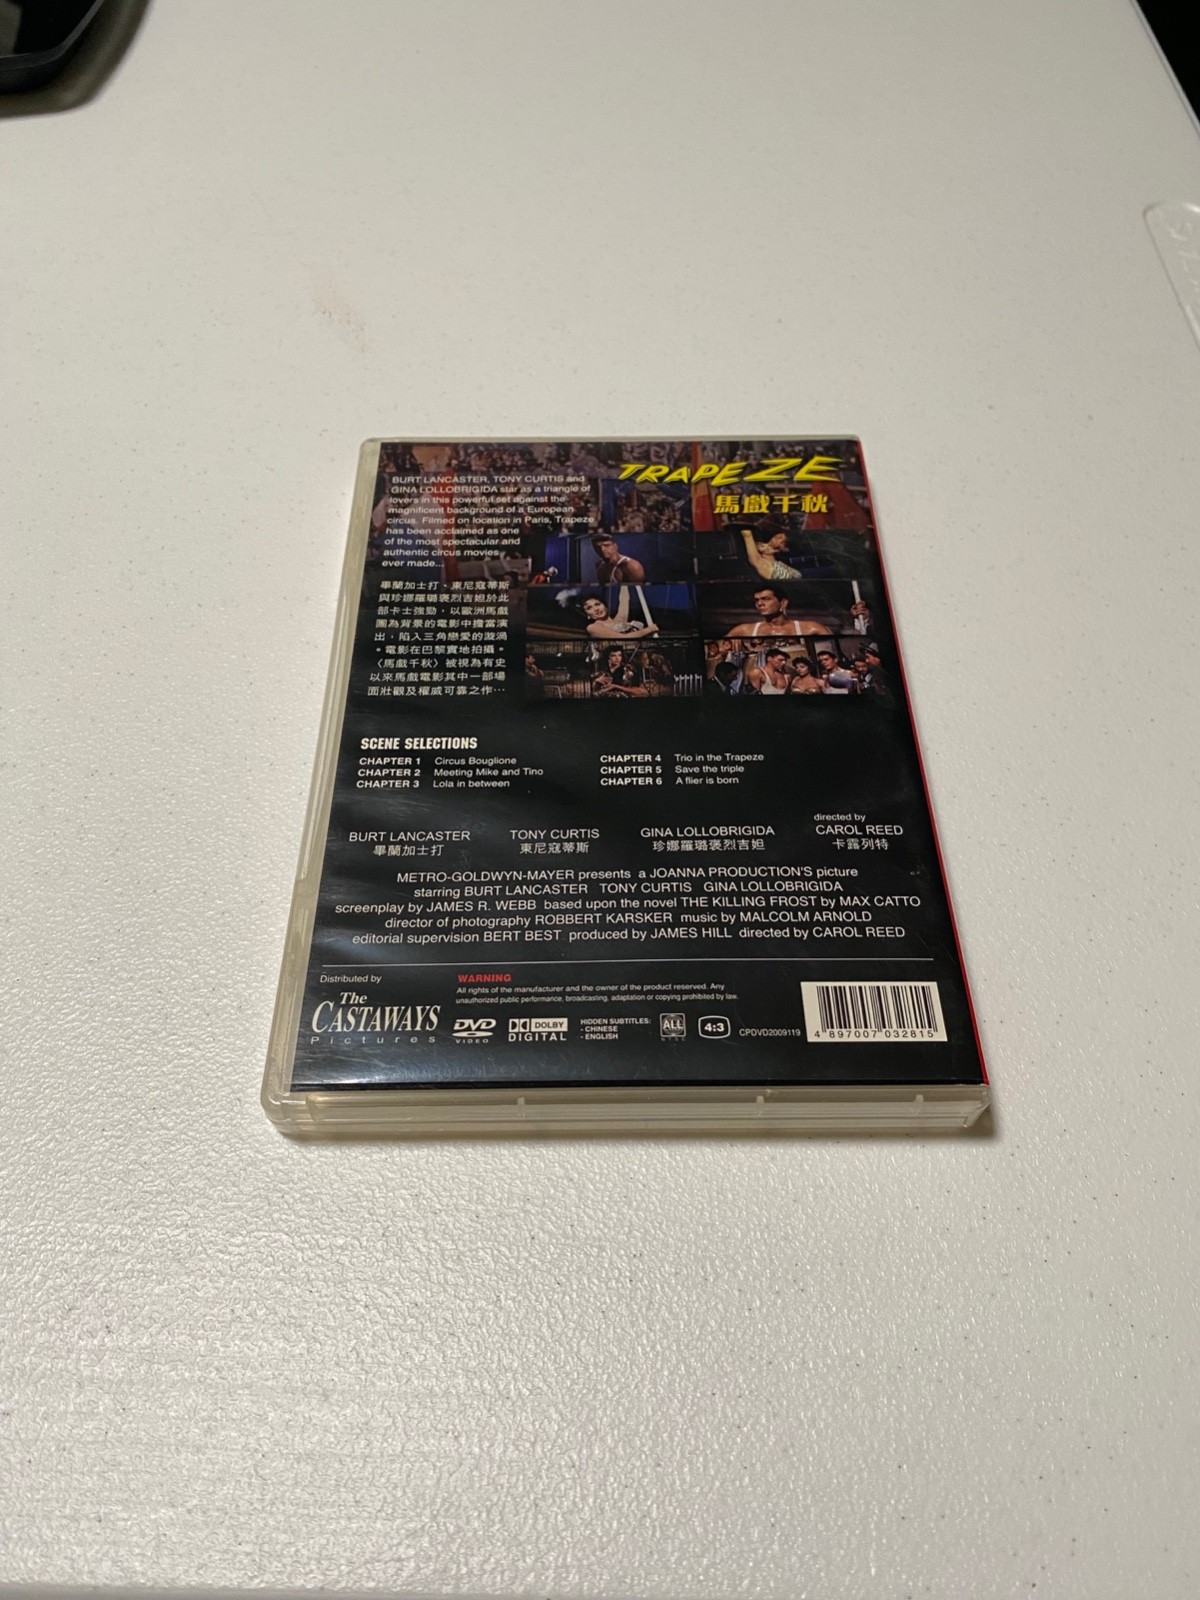 TRAPEZE
馬戲千秋
BURT LANCASTER, TONY CURTIS and
GINA LOLLOBRIGIDA star as a triangle of
lovers in this powerful set against the
magnificent background of a European
circus. Filmed on location in Paris, Trapeze
has been acclaimed as one
of the most spectacular and
authentic circus movies
ever made...
畢蘭加士打、東尼寇蒂斯
與珍娜羅璐褒烈吉妲於此
部卡士強勁，以歐洲馬戲
團為背景的電影中擔當演
出，陷入三角戀愛的漩渦
。電影在巴黎實地拍攝。
〈馬戲千秋〉被視為有史
以來馬戲電影其中一部場
面壯觀及權威可靠之作…
SCENE SELECTIONS
CHAPTER 1 Circus Bouglione
CHAPTER 2 Meeting Mike and Tino
CHAPTER 3 Lola in between
CHAPTER 4 Trio in the Trapeze
CHAPTER 5 Save the triple
CHAPTER 6 A flier is born
BURT LANCASTER
畢蘭加士打
TONY CURTIS
東尼寇蒂斯
GINA LOLLOBRIGIDA
珍娜羅璐褒烈吉妲
directed by
CAROL REED
卡露列特
METRO-GOLDWYN-MAYER presents a JOANNA PRODUCTION'S picture
starring BURT LANCASTER TONY CURTIS GINA LOLLOBRIGIDA
screenplay by JAMES R. WEBB based upon the novel THE KILLING FROST by MAX CATTO
director of photography ROBBERT KARSKER music by MALCOLM ARNOLD
editorial supervision BERT BEST produced by JAMES HILL directed by CAROL REED
Distributed by
The
CASTAWAYS
Pictures
WARNING
All rights of the manufacturer and the owner of the product reserved. Any
unauthorized public performance, broadcasting, adaptation or copying prohibited by law.
DVD
VIDEO
DOLBY
DIGITAL
HIDDEN SUBTITLES:
- CHINESE
- ENGLISH
ALL
NTSC
4:3
CPDVD2009119
4 897007 032815